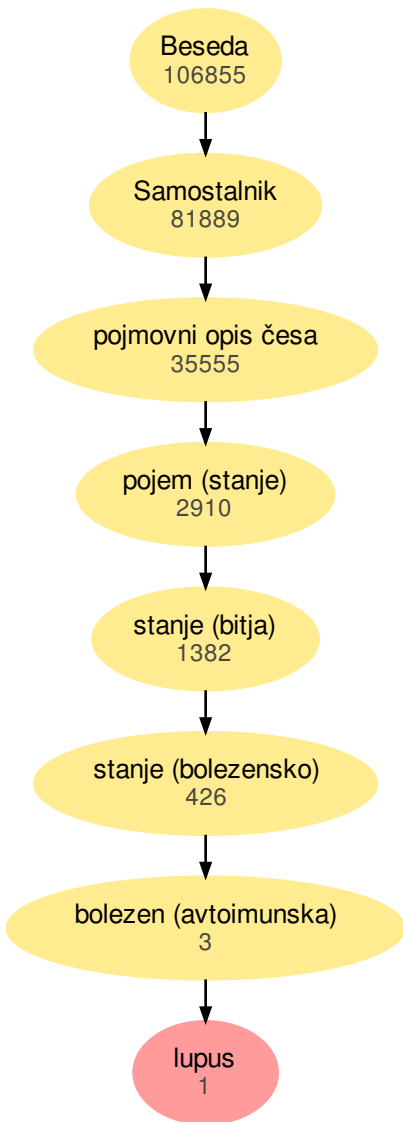 Beseda
106855
Samostalnik
81889
pojmovni opis česa
35555
pojem (stanje)
2910
stanje (bitja)
1382
stanje (bolezensko)
426
bolezen (avtoimunska)
3
lupus
1